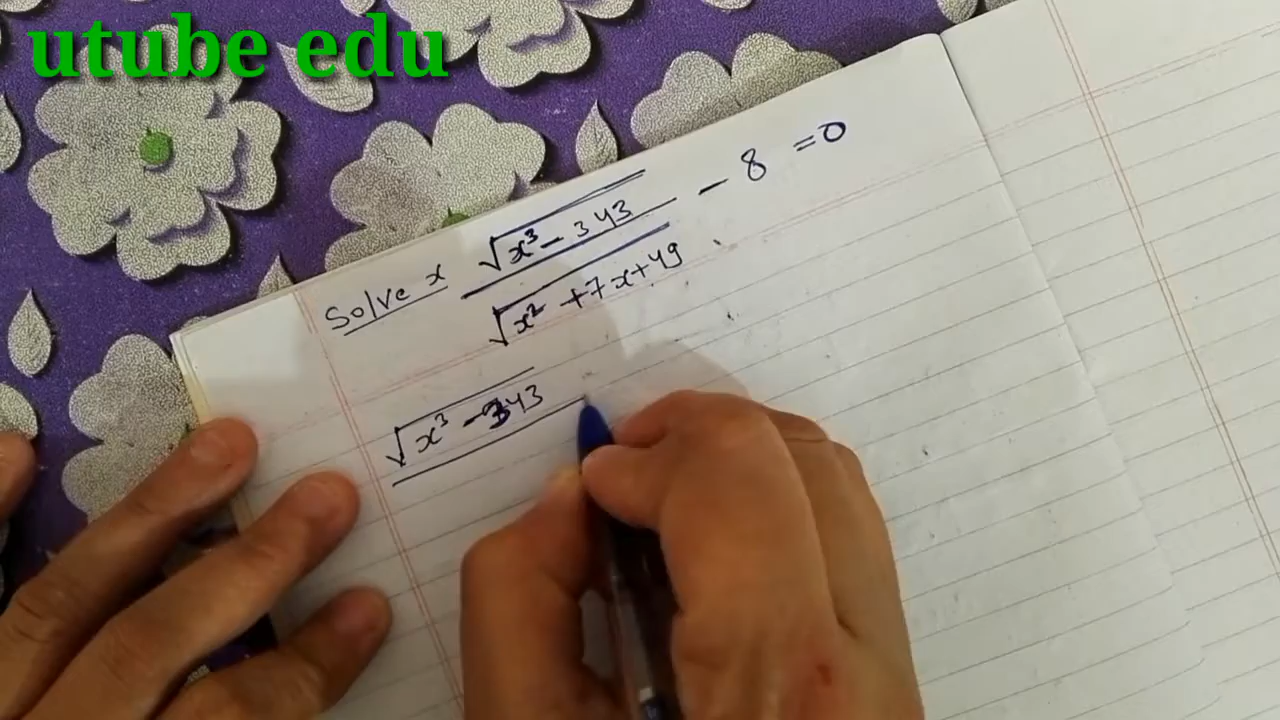 utube edu
Solve x √(x³ - 343) / √(x² + 7x + 49) - 8 = 0
√(x³ - 343)